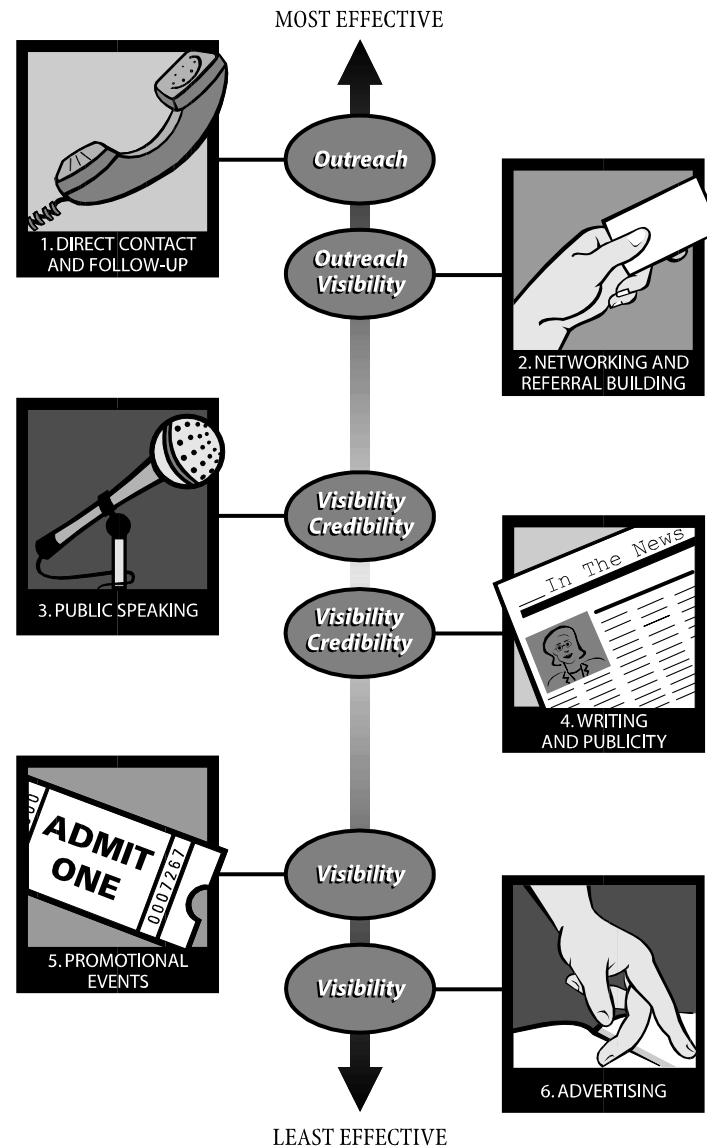 MOST EFFECTIVE
Outreach
1. DIRECT CONTACT
AND FOLLOW-UP
Outreach
Visibility
2. NETWORKING AND
REFERRAL BUILDING
Visibility
Credibility
3. PUBLIC SPEAKING
In The News
Visibility
Credibility
4. WRITING
AND PUBLICITY
ADMIT
ONE
0007267
00
Visibility
5. PROMOTIONAL
EVENTS
Visibility
6. ADVERTISING
LEAST EFFECTIVE